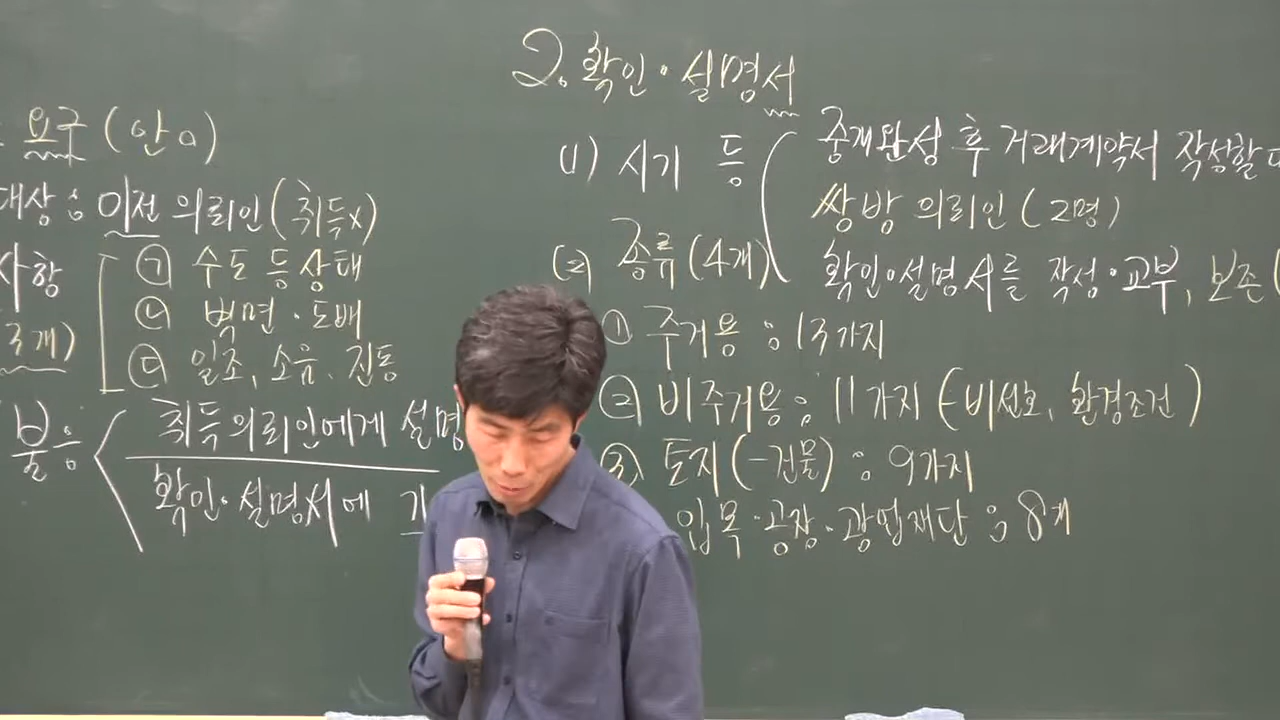 요구 (안 0)
대상 : 이전 의뢰인 (취득x)
사항
3개)
㉠ 수도 등 상태
㉡ 벽면 · 도배
㉢ 일조, 소음, 진동
불응
취득의뢰인에게 설명
확인·설명서에 기
2. 확인·설명서
(1) 시기 등
중개완성 후 거래계약서 작성할
쌍방 의뢰인 (2명)
확인·설명서를 작성·교부, 보존 (
(2) 종류 (4개)
① 주거용 : 13가지
② 비주거용 : 11가지 (-비선호, 환경조건)
③ 토지 (-건물) : 9가지
입목·공장·광업재단 : 8개